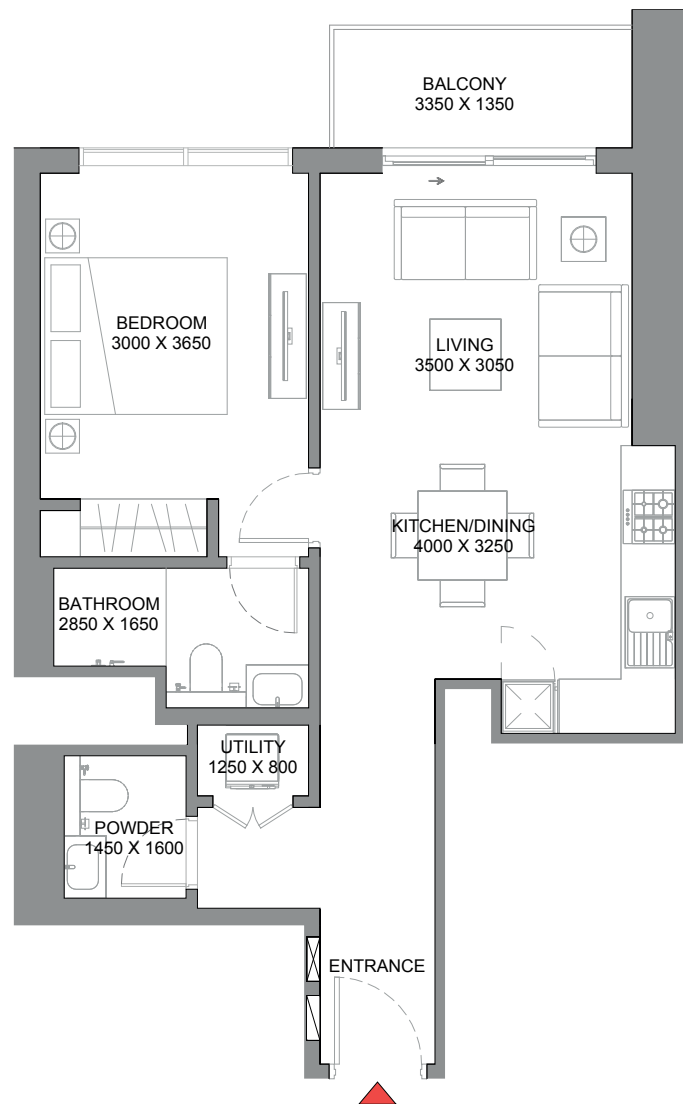 BALCONY
3350 X 1350
BEDROOM
3000 X 3650
LIVING
3500 X 3050
KITCHEN/DINING
4000 X 3250
BATHROOM
2850 X 1650
UTILITY
1250 X 800
POWDER
1450 X 1600
ENTRANCE